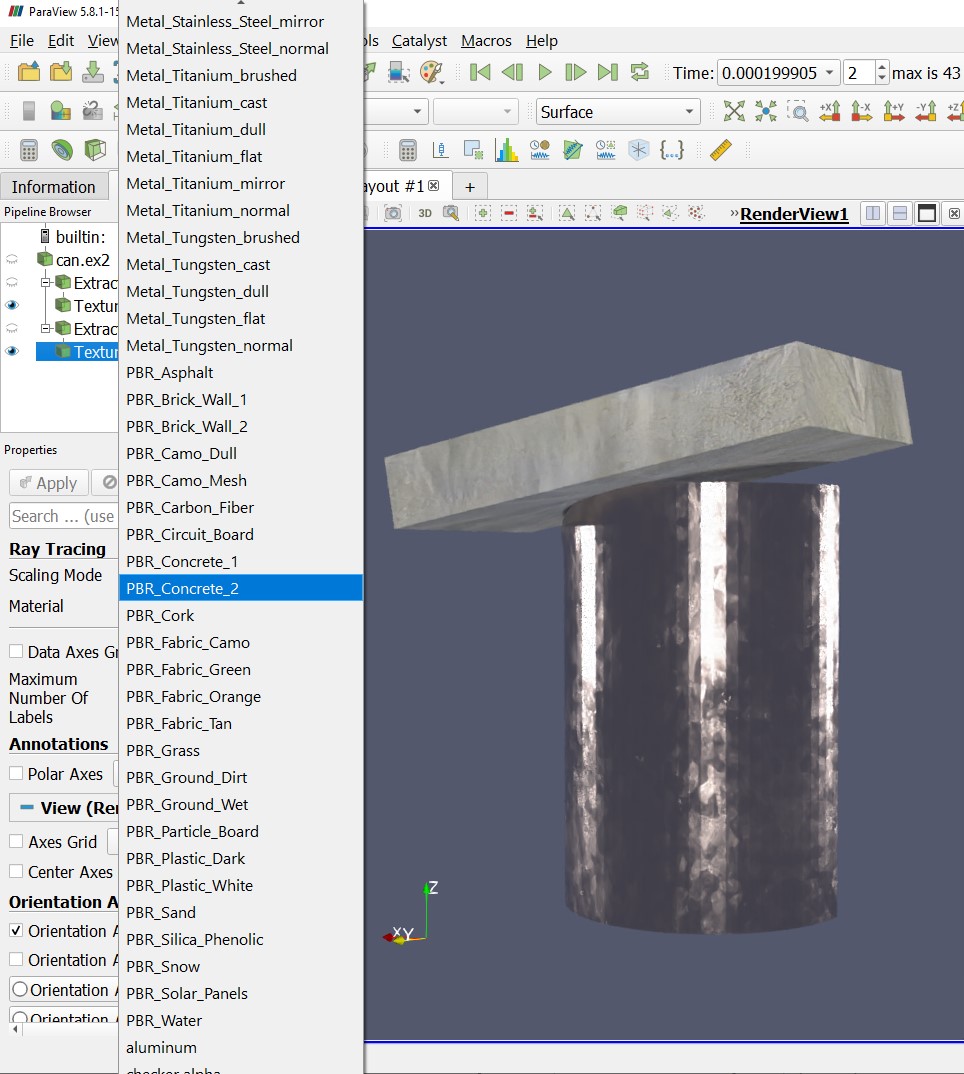 ParaView 5.8.1-15
File Edit View
Catalyst Macros Help
Time: 0.000199905 2 max is 43
Surface
+X -X +Y -Y +Z
Information
Layout #1
+
Pipeline Browser
3D
RenderView1
builtin:
can.ex2
Extrac
Textur
Extrac
Textur
Properties
Apply
Search ... (use
Ray Tracing
Scaling Mode
Material
Data Axes Gr
Maximum
Number Of
Labels
Annotations
Polar Axes
View (Re
Axes Grid
Center Axes
Orientation A
Orientation A
Orientation A
Orientation
Orientation
Metal_Stainless_Steel_mirror
Metal_Stainless_Steel_normal
Metal_Titanium_brushed
Metal_Titanium_cast
Metal_Titanium_dull
Metal_Titanium_flat
Metal_Titanium_mirror
Metal_Titanium_normal
Metal_Tungsten_brushed
Metal_Tungsten_cast
Metal_Tungsten_dull
Metal_Tungsten_flat
Metal_Tungsten_normal
PBR_Asphalt
PBR_Brick_Wall_1
PBR_Brick_Wall_2
PBR_Camo_Dull
PBR_Camo_Mesh
PBR_Carbon_Fiber
PBR_Circuit_Board
PBR_Concrete_1
PBR_Concrete_2
PBR_Cork
PBR_Fabric_Camo
PBR_Fabric_Green
PBR_Fabric_Orange
PBR_Fabric_Tan
PBR_Grass
PBR_Ground_Dirt
PBR_Ground_Wet
PBR_Particle_Board
PBR_Plastic_Dark
PBR_Plastic_White
PBR_Sand
PBR_Silica_Phenolic
PBR_Snow
PBR_Solar_Panels
PBR_Water
aluminum
checker alpha
Z
X Y